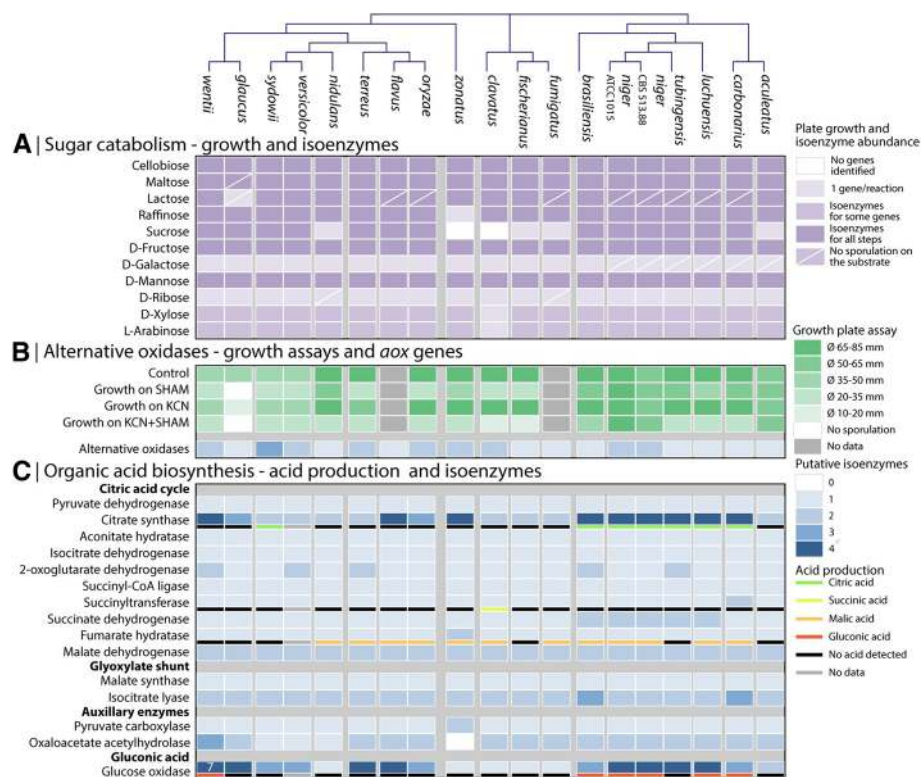 wentii
glaucus
sydowii
versicolor
nidulans
terreus
flavus
oryzae
zonatus
clavatus
fischerianus
fumigatus
brasiliensis
ATCC1015
niger
CBS 513.88
niger
tubingensis
luchuensis
carbonarius
aculeatus
A | Sugar catabolism - growth and isoenzymes
Cellobiose
Maltose
Lactose
Raffinose
Sucrose
D-Fructose
D-Galactose
D-Mannose
D-Ribose
D-Xylose
L-Arabinose
Plate growth and
isoenzyme abundance
No genes
identified
1 gene/reaction
Isoenzymes
for some genes
Isoenzymes
for all steps
No sporulation on
the substrate
B | Alternative oxidases - growth assays and aox genes
Control
Growth on SHAM
Growth on KCN
Growth on KCN+SHAM
Alternative oxidases
Growth plate assay
Ø 65-85 mm
Ø 50-65 mm
Ø 35-50 mm
Ø 20-35 mm
Ø 10-20 mm
No sporulation
No data
C | Organic acid biosynthesis - acid production and isoenzymes
Citric acid cycle
Pyruvate dehydrogenase
Citrate synthase
Aconitate hydratase
Isocitrate dehydrogenase
2-oxoglutarate dehydrogenase
Succinyl-CoA ligase
Succinyltransferase
Succinate dehydrogenase
Fumarate hydratase
Malate dehydrogenase
Glyoxylate shunt
Malate synthase
Isocitrate lyase
Auxillary enzymes
Pyruvate carboxylase
Oxaloacetate acetylhydrolase
Gluconic acid
Glucose oxidase
7
Putative isoenzymes
0
1
2
3
4
Acid production
Citric acid
Succinic acid
Malic acid
Gluconic acid
No acid detected
No data